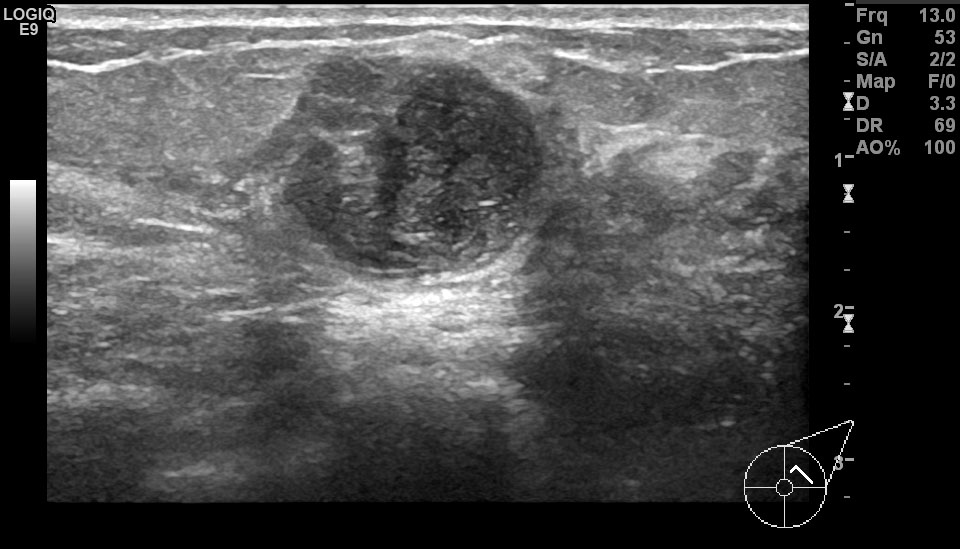 LOGIQ
E9
Frq 13.0
Gn 53
S/A 2/2
Map F/0
D 3.3
DR 69
AO% 100
1
2
3